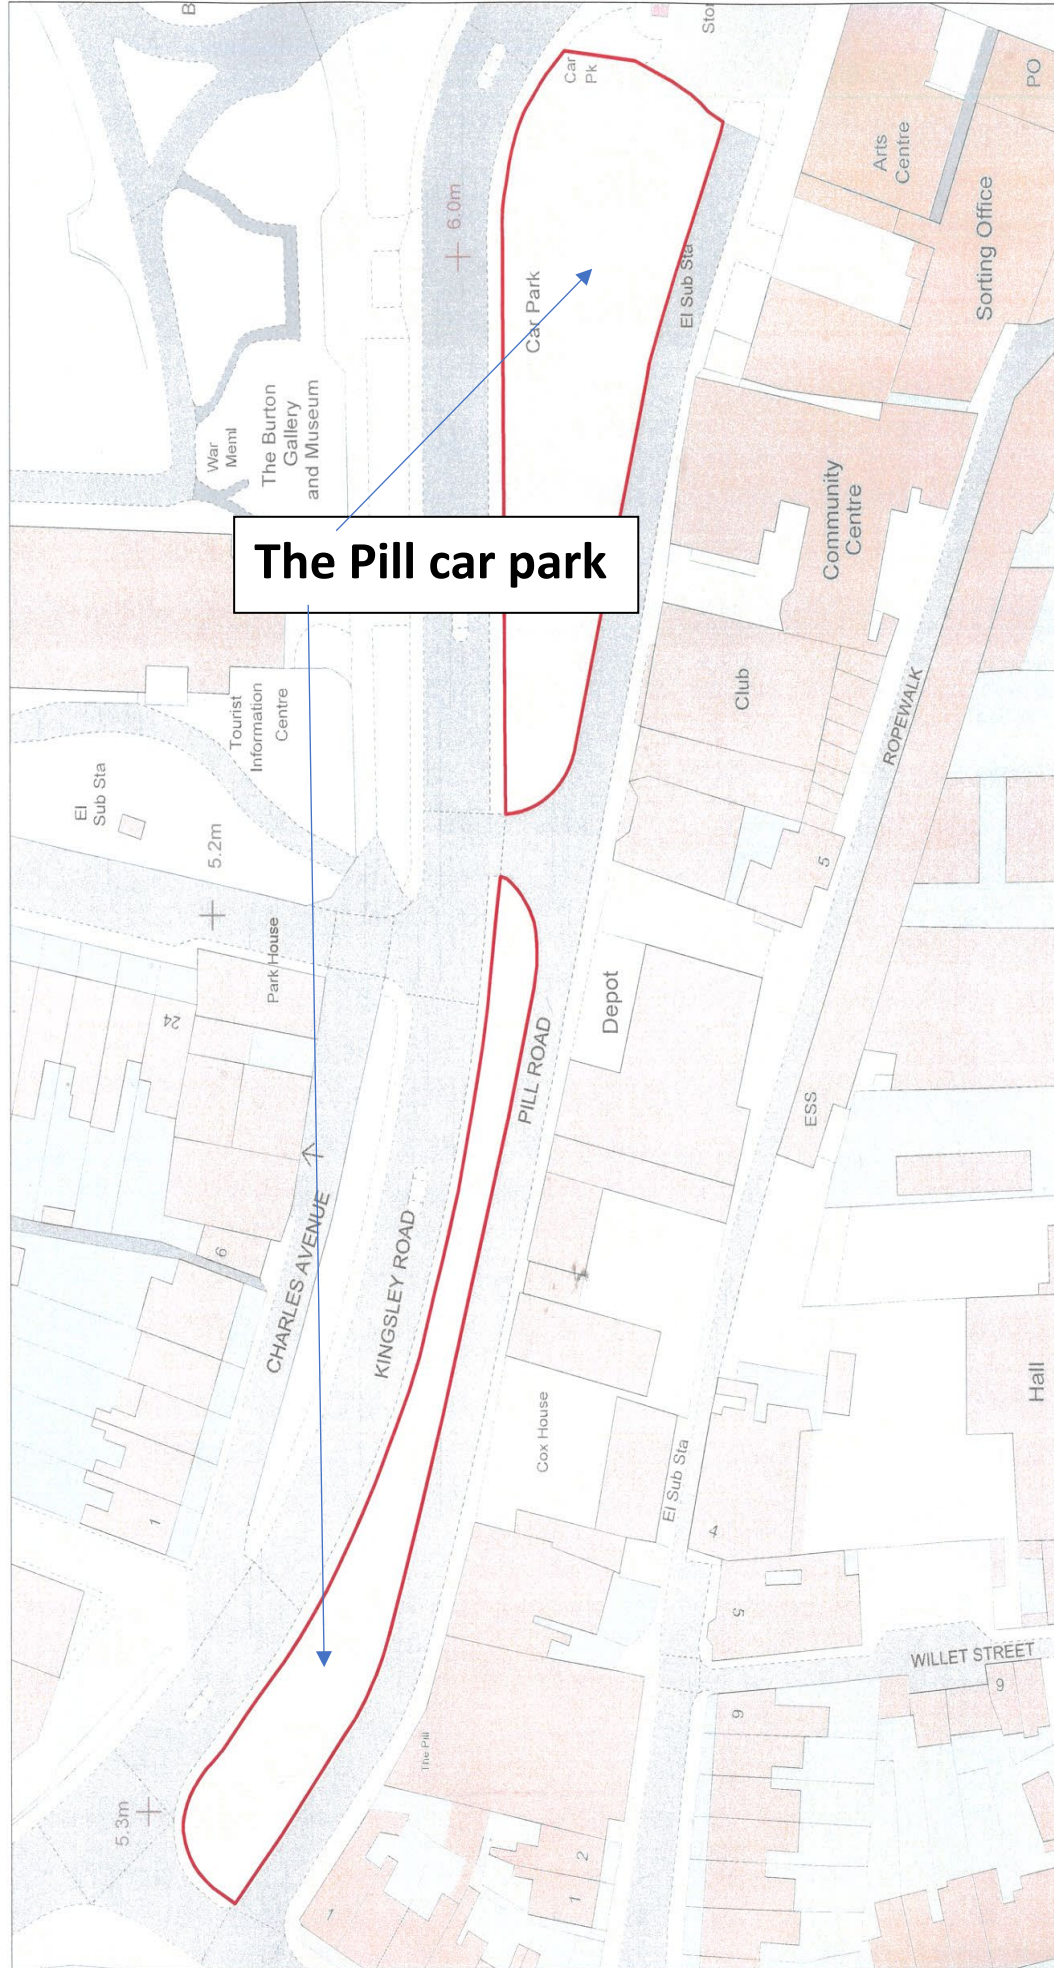 B
Car
Pk
Stor
PO
Arts
Centre
6.0m
Sorting Office
Car Park
El Sub Sta
War
Meml
The Burton
Gallery
and Museum
Community
Centre
The Pill car park
Tourist
Information
Centre
Club
ROPEWALK
El
Sub Sta
5.2m
5
Park House
24
Depot
PILL ROAD
ESS
CHARLES AVENUE
KINGSLEY ROAD
6
Hall
Cox House
El Sub Sta
1
4
5
WILLET STREET
9
9
The Pill
5.3m
2
1
1